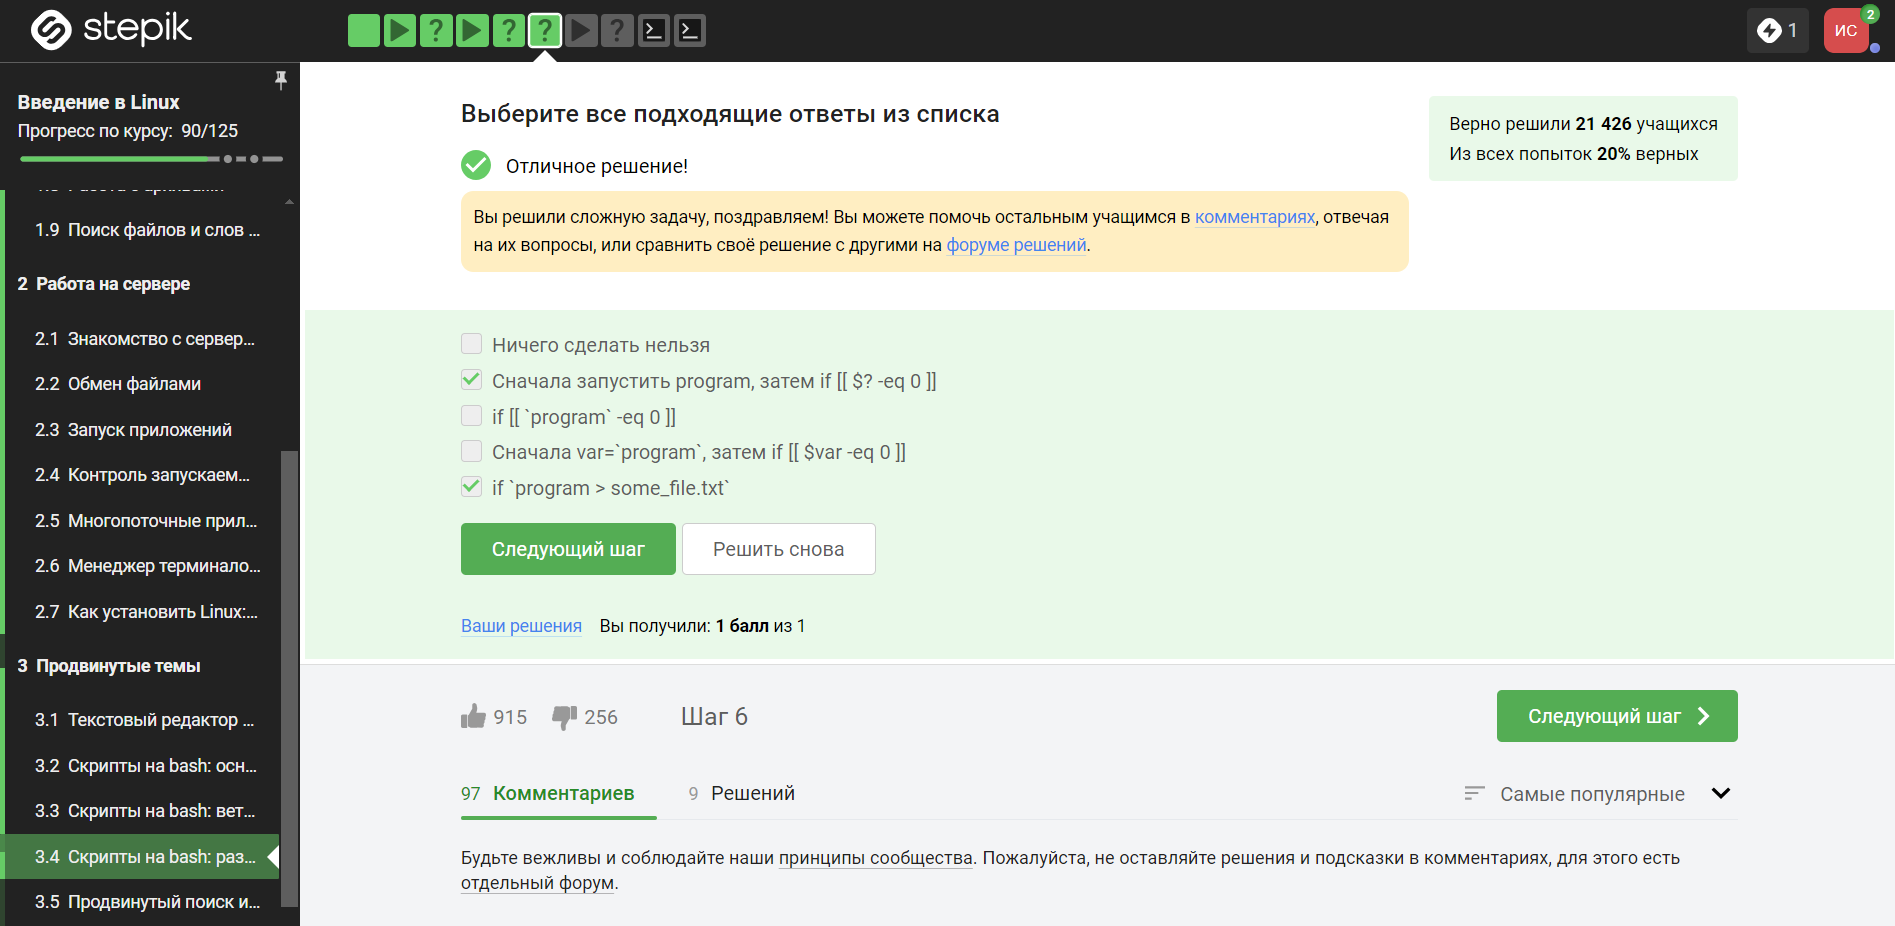 stepik
1
ИС
2
Введение в Linux
Прогресс по курсу: 90/125
1.9 Поиск файлов и слов ...
2 Работа на сервере
2.1 Знакомство с сервер...
2.2 Обмен файлами
2.3 Запуск приложений
2.4 Контроль запускаем...
2.5 Многопоточные прил...
2.6 Менеджер терминало...
2.7 Как установить Linux:...
3 Продвинутые темы
3.1 Текстовый редактор ...
3.2 Скрипты на bash: осн...
3.3 Скрипты на bash: вет...
3.4 Скрипты на bash: раз...
3.5 Продвинутый поиск и...
Выберите все подходящие ответы из списка
Отличное решение!
Верно решили 21 426 учащихся
Из всех попыток 20% верных
Вы решили сложную задачу, поздравляем! Вы можете помочь остальным учащимся в комментариях, отвечая
на их вопросы, или сравнить своё решение с другими на форуме решений.
Ничего сделать нельзя
Сначала запустить program, затем if [[ $? -eq 0 ]]
if [[ `program` -eq 0 ]]
Сначала var=`program`, затем if [[ $var -eq 0 ]]
if `program > some_file.txt`
Следующий шаг
Решить снова
Ваши решения Вы получили: 1 балл из 1
915 256 Шаг 6
Следующий шаг
97 Комментариев
9 Решений
Самые популярные
Будьте вежливы и соблюдайте наши принципы сообщества. Пожалуйста, не оставляйте решения и подсказки в комментариях, для этого есть
отдельный форум.